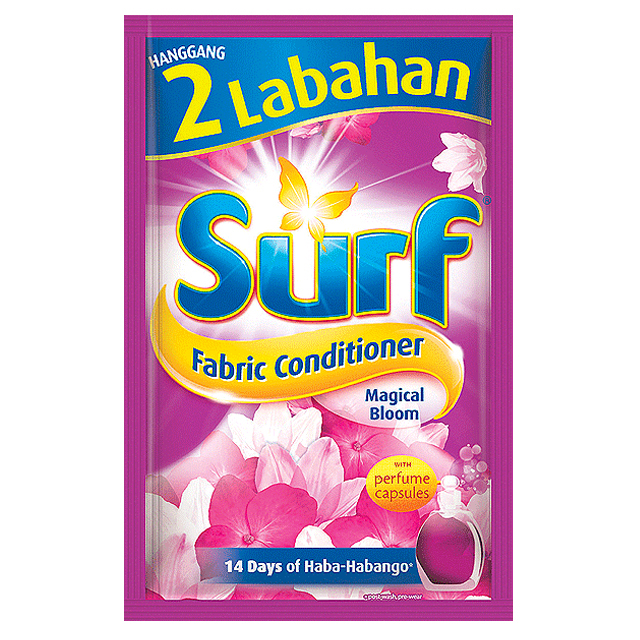 HANGGANG
2 Labahan
Surf®
Fabric Conditioner
Magical
Bloom
WITH
perfume
capsules
14 Days of Haba-Habango*